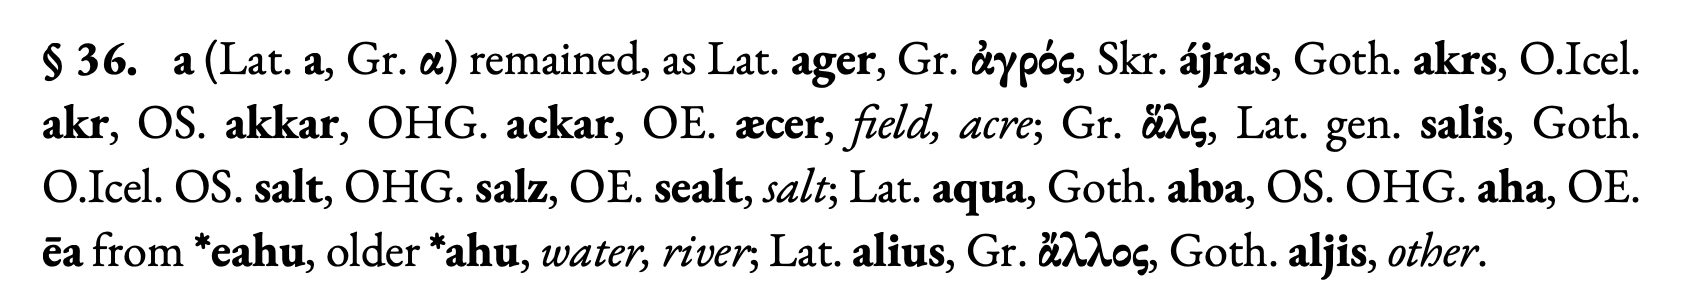 § 36. a (Lat. a, Gr. α) remained, as Lat. ager, Gr. ἀγρός, Skr. ájras, Goth. akrs, O.Icel.
akr, OS. akkar, OHG. ackar, OE. æcer, field, acre; Gr. ἅλς, Lat. gen. salis, Goth.
O.Icel. OS. salt, OHG. salz, OE. sealt, salt; Lat. aqua, Goth. aƕa, OS. OHG. aha, OE.
ēa from *eahu, older *ahu, water, river; Lat. alius, Gr. ἄλλος, Goth. aljis, other.